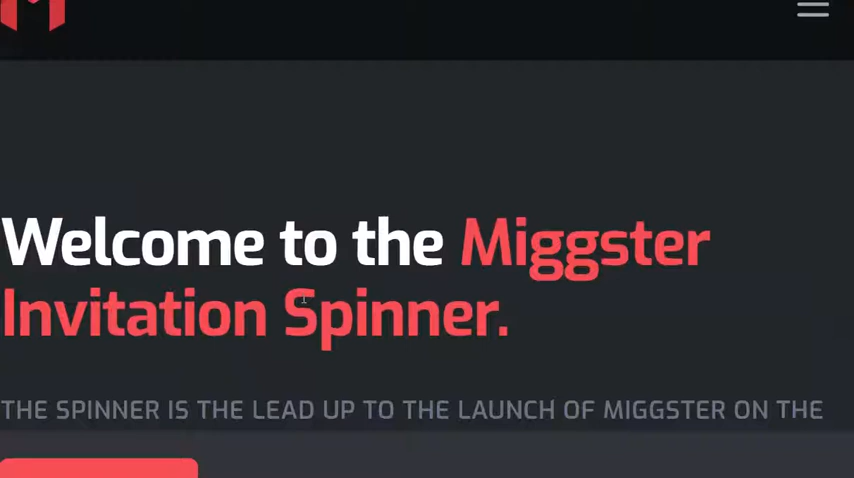 Welcome to the Miggster
Invitation Spinner.
THE SPINNER IS THE LEAD UP TO THE LAUNCH OF MIGGSTER ON THE